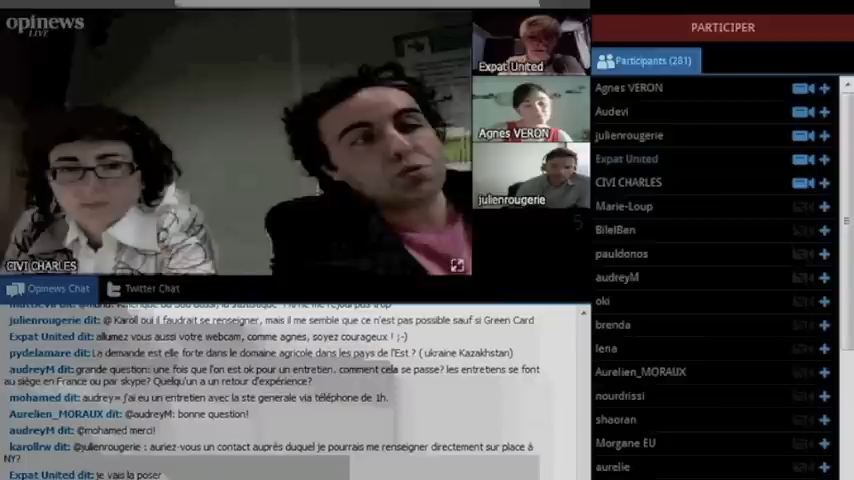 opinews
LIVE
Expat United
Agnes VERON
julienrougerie
CIVI CHARLES
5
Opinews Chat
Twitter Chat
julienrougerie dit: @ Karoll oui il faudrait se renseigner, mais il me semble que ce n'est pas possible sauf si Green Card
Expat United dit: allumez vous aussi votre webcam, comme agnes, soyez courageux ! ;-)
pydelamare dit: La demande est elle forte dans le domaine agricole dans les pays de l'Est ? ( ukraine Kazakhstan)
audreyM dit: grande question: une fois que l'on est ok pour un entretien. comment cela se passe? les entretiens se font
au siège en France ou par skype? Quelqu'un a un retour d'expérience?
mohamed dit: audrey= j'ai eu un entretien avec la ste generale via téléphone de 1h.
Aurelien_MORAUX dit: @audreyM: bonne question!
audreyM dit: @mohamed merci!
karollrw dit: @julienrougerie : auriez-vous un contact auprès duquel je pourrais me renseigner directement sur place à
NY?
Expat United dit: je vais la poser
PARTICIPER
Participants (281)
Agnes VERON
Audevi
julienrougerie
Expat United
CIVI CHARLES
Marie-Loup
BilelBen
pauldonos
audreyM
oki
brenda
lena
Aurelien_MORAUX
nourdrissi
shaoran
Morgane EU
aurelie